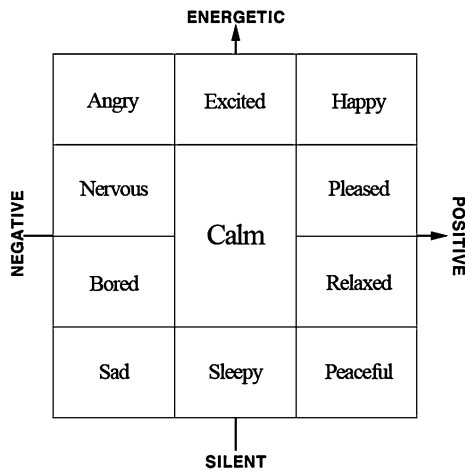 ENERGETIC
Angry Excited Happy
Nervous Pleased
NEGATIVE Calm POSITIVE
Bored Relaxed
Sad Sleepy Peaceful
SILENT